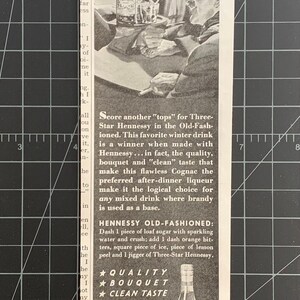 Score another "tops" for Three-
Star Hennessy in the Old-Fash-
ioned. This favorite winter drink
is a winner when made with
Hennessy... in fact, the quality,
bouquet and "clean" taste that
make this flawless Cognac the
preferred after-dinner liqueur
make it the logical choice for
any mixed drink where brandy
is used as a base.
HENNESSY OLD-FASHIONED:
Dash 1 piece of loaf sugar with sparkling
water and crush; add 1 dash orange bit-
ters, square piece of ice, piece of lemon
peel and 1 jigger of Three-Star Hennessy.
★ QUALITY
★ BOUQUET
★ CLEAN TASTE
3
7
8